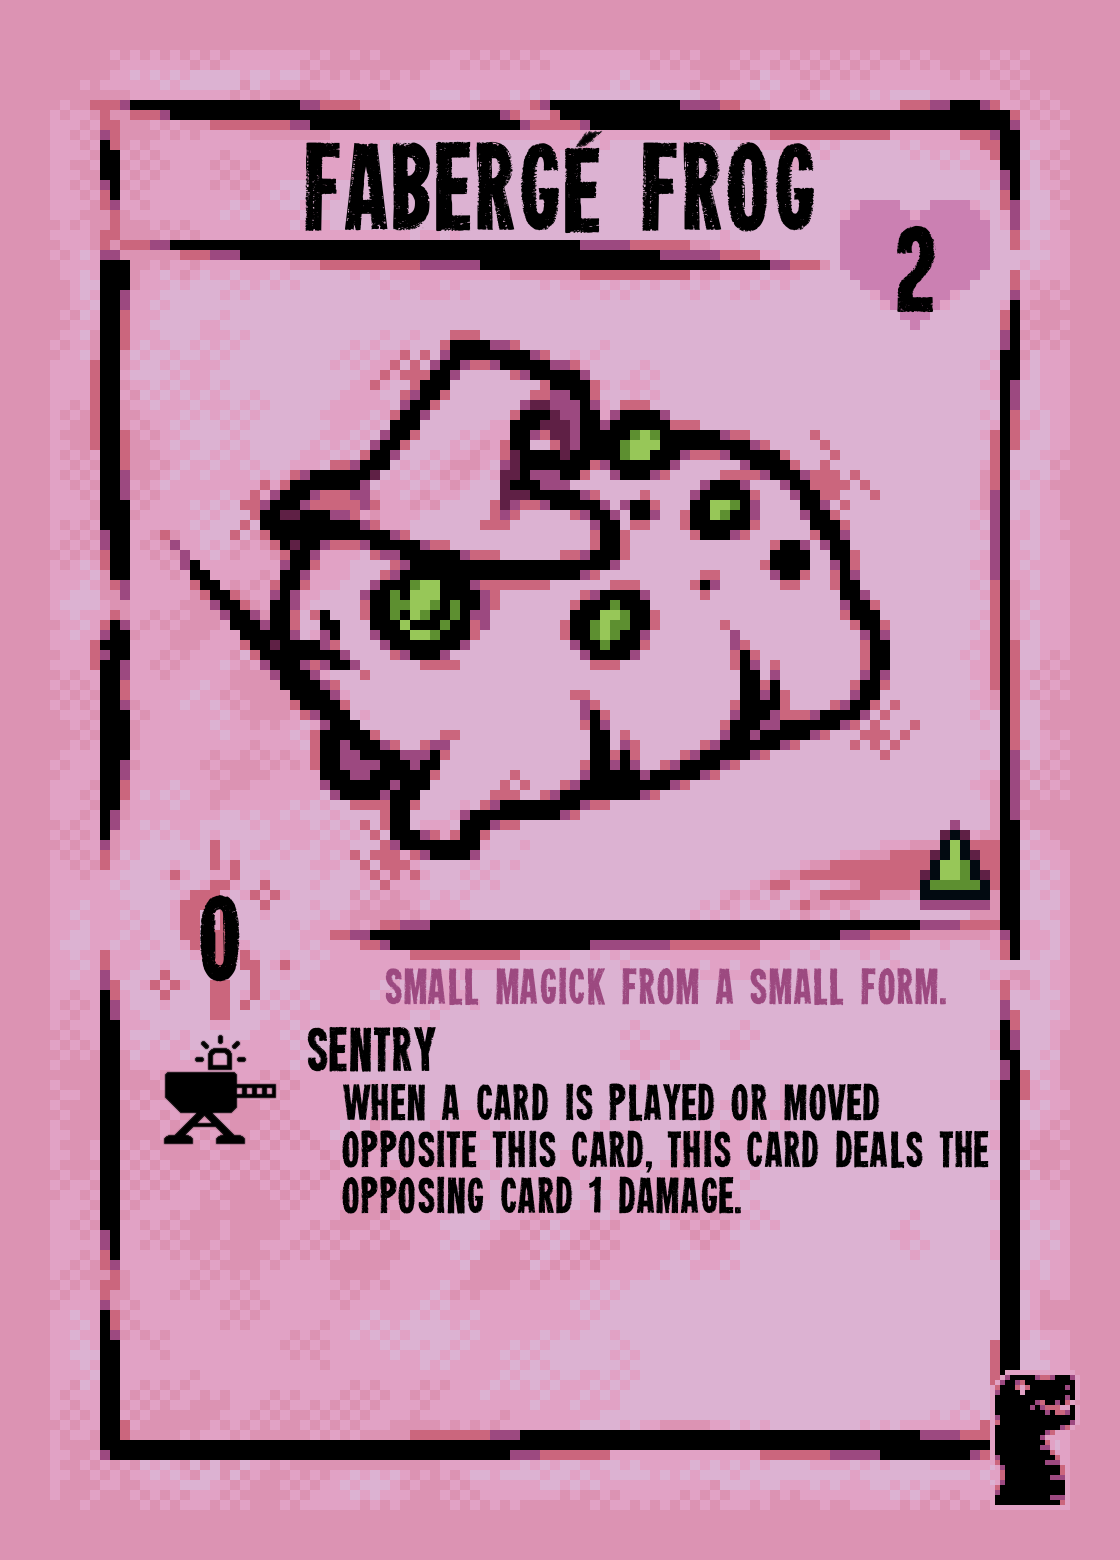 FABERGÉ FROG
2
0
SMALL MAGICK FROM A SMALL FORM.
SENTRY
WHEN A CARD IS PLAYED OR MOVED
OPPOSITE THIS CARD, THIS CARD DEALS THE
OPPOSING CARD 1 DAMAGE.